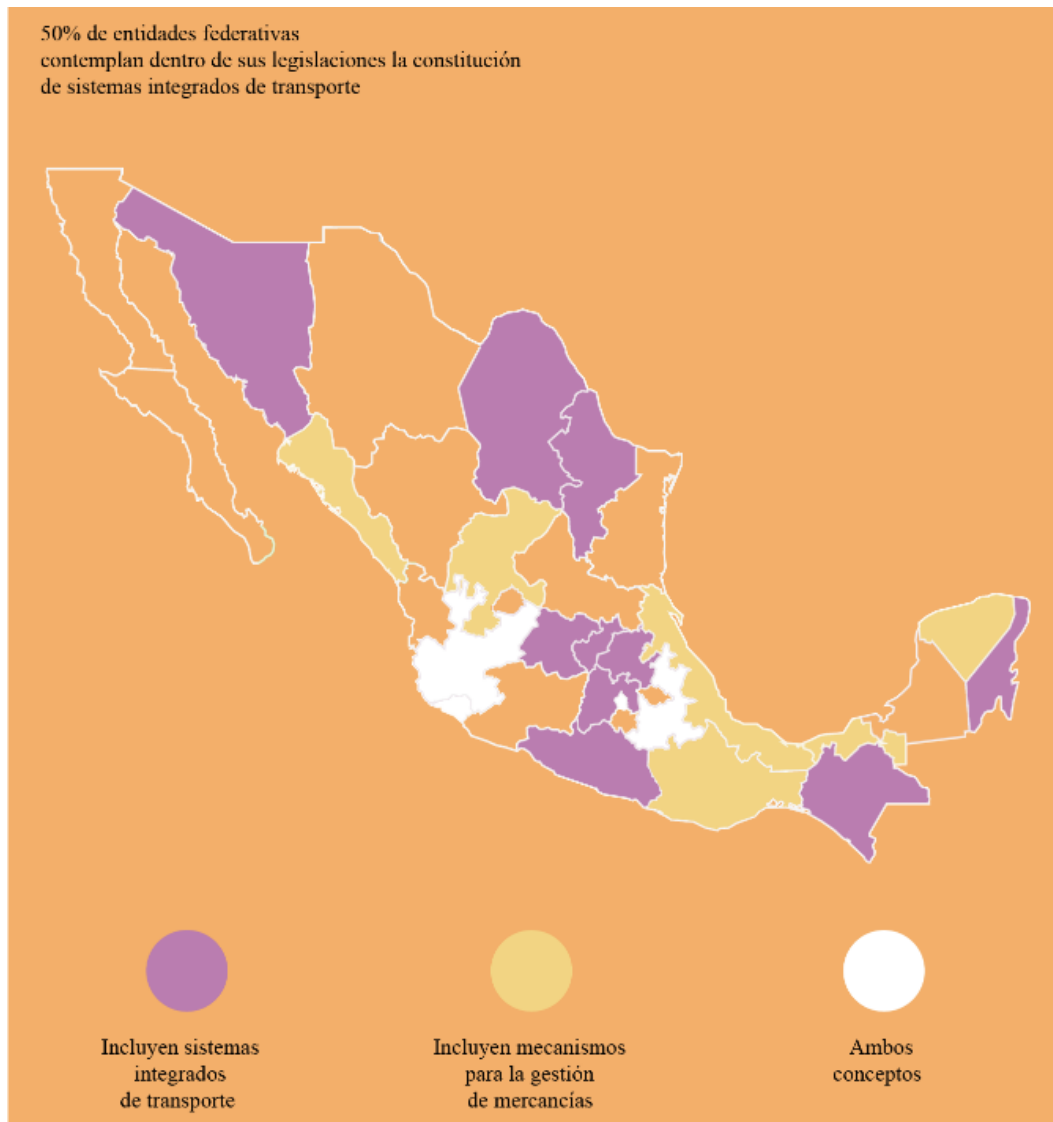 50% de entidades federativas
contemplan dentro de sus legislaciones la constitución
de sistemas integrados de transporte
Incluyen sistemas
integrados
de transporte
Incluyen mecanismos
para la gestión
de mercancías
Ambos
conceptos